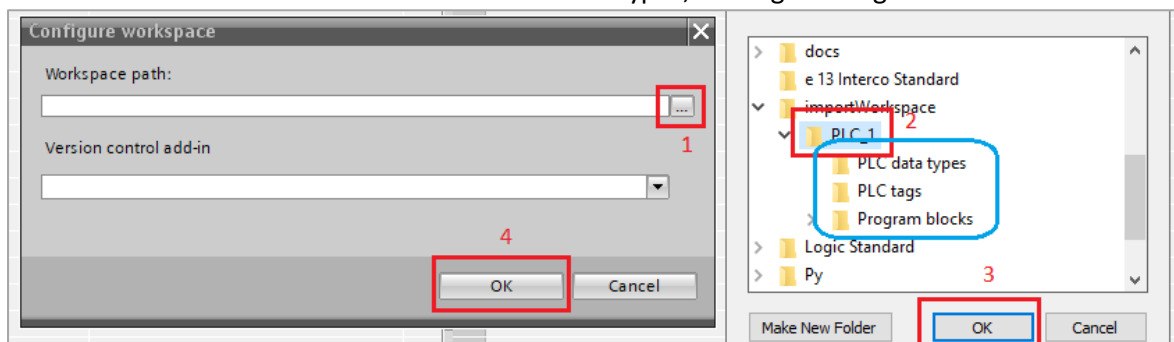 Configure workspace
Workspace path:
...
1
Version control add-in
4
OK
Cancel
docs
e 13 Interco Standard
importWorkspace
2
PLC_1
PLC data types
PLC tags
Program blocks
Logic Standard
Py
3
Make New Folder
OK
Cancel